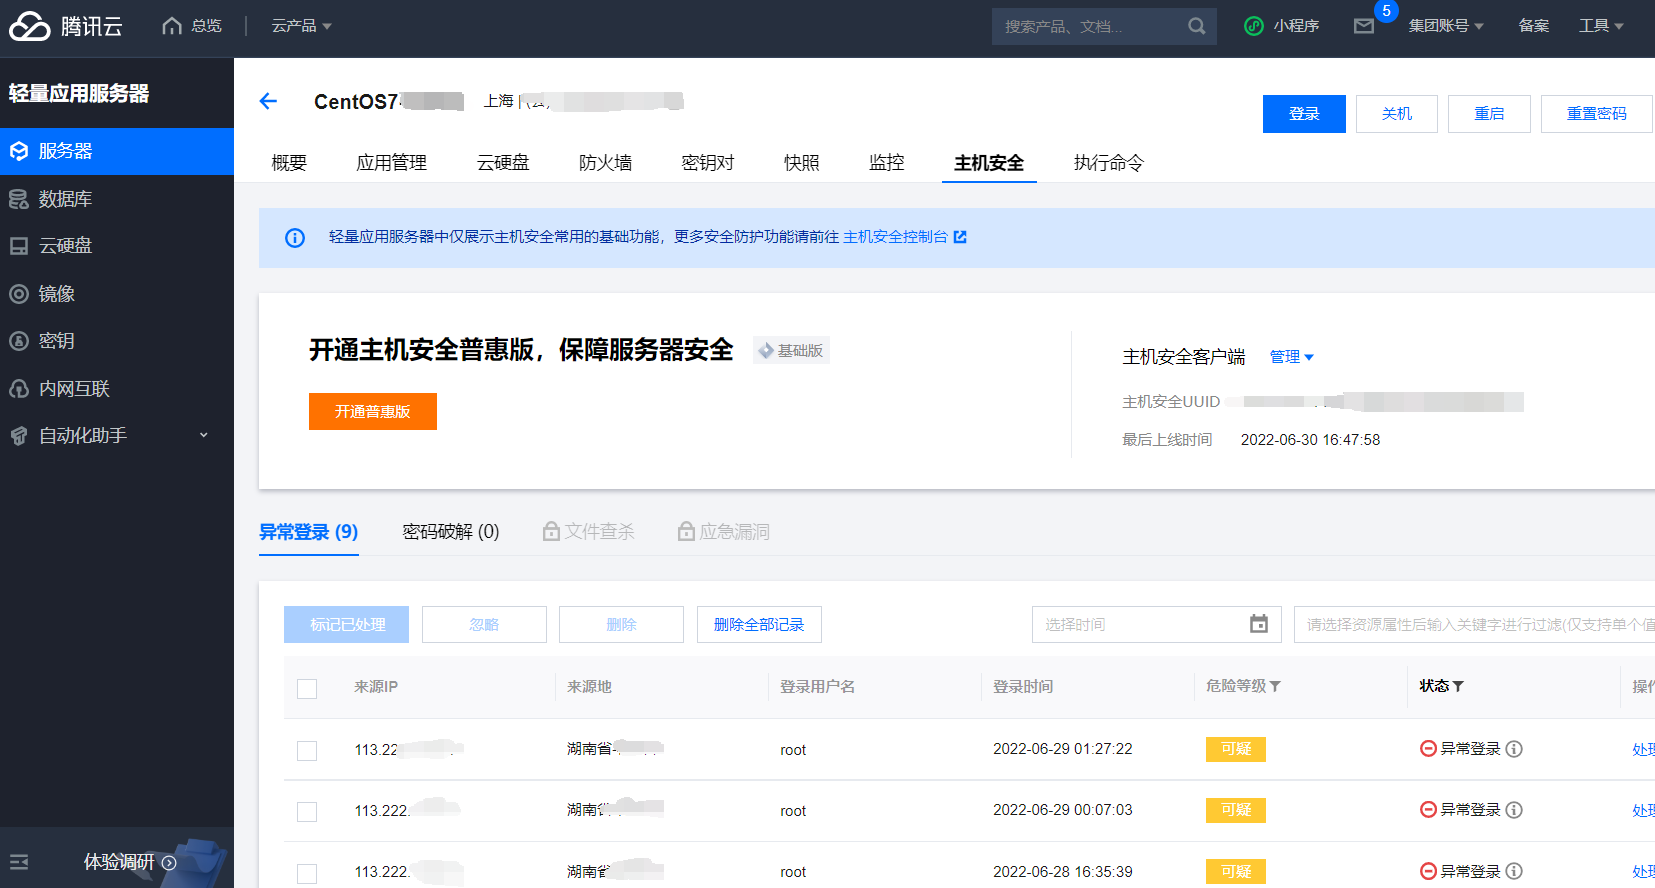 腾讯云 总览 云产品 搜索产品、文档... 小程序 5 集团账号 备案 工具
轻量应用服务器
服务器
数据库
云硬盘
镜像
密钥
内网互联
自动化助手
体验调研
CentOS7- 上海
登录 关机 重启 重置密码
概要 应用管理 云硬盘 防火墙 密钥对 快照 监控 主机安全 执行命令
轻量应用服务器中仅展示主机安全常用的基础功能，更多安全防护功能请前往 主机安全控制台
开通主机安全普惠版，保障服务器安全 基础版
开通普惠版
主机安全客户端 管理
主机安全UUID
最后上线时间 2022-06-30 16:47:58
异常登录 (9) 密码破解 (0) 文件查杀 应急漏洞
标记已处理 忽略 删除 删除全部记录 选择时间 请选择资源属性后输入关键字进行过滤(仅支持单个值
来源IP 来源地 登录用户名 登录时间 危险等级 状态 操作
113.22 湖南省 root 2022-06-29 01:27:22 可疑 异常登录 处理
113.222. 湖南省 root 2022-06-29 00:07:03 可疑 异常登录 处理
113.222. 湖南省 root 2022-06-28 16:35:39 可疑 异常登录 处理